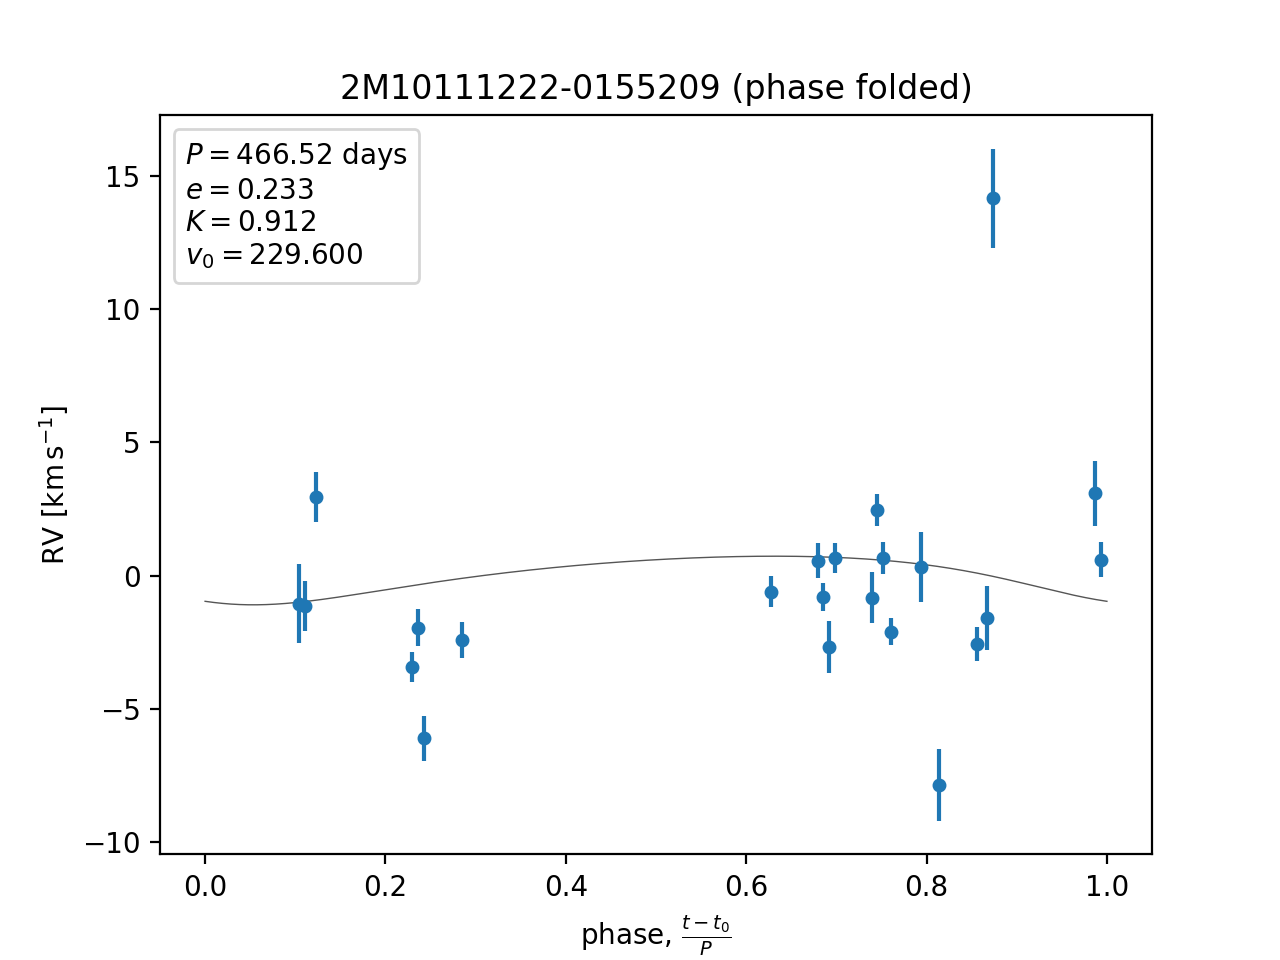 2M10111222-0155209 (phase folded)
P = 466.52 days
e = 0.233
K = 0.912
v₀ = 229.600
15
10
5
0
−5
−10
RV [km s⁻¹]
0.0 0.2 0.4 0.6 0.8 1.0
phase, (t − t₀)/P